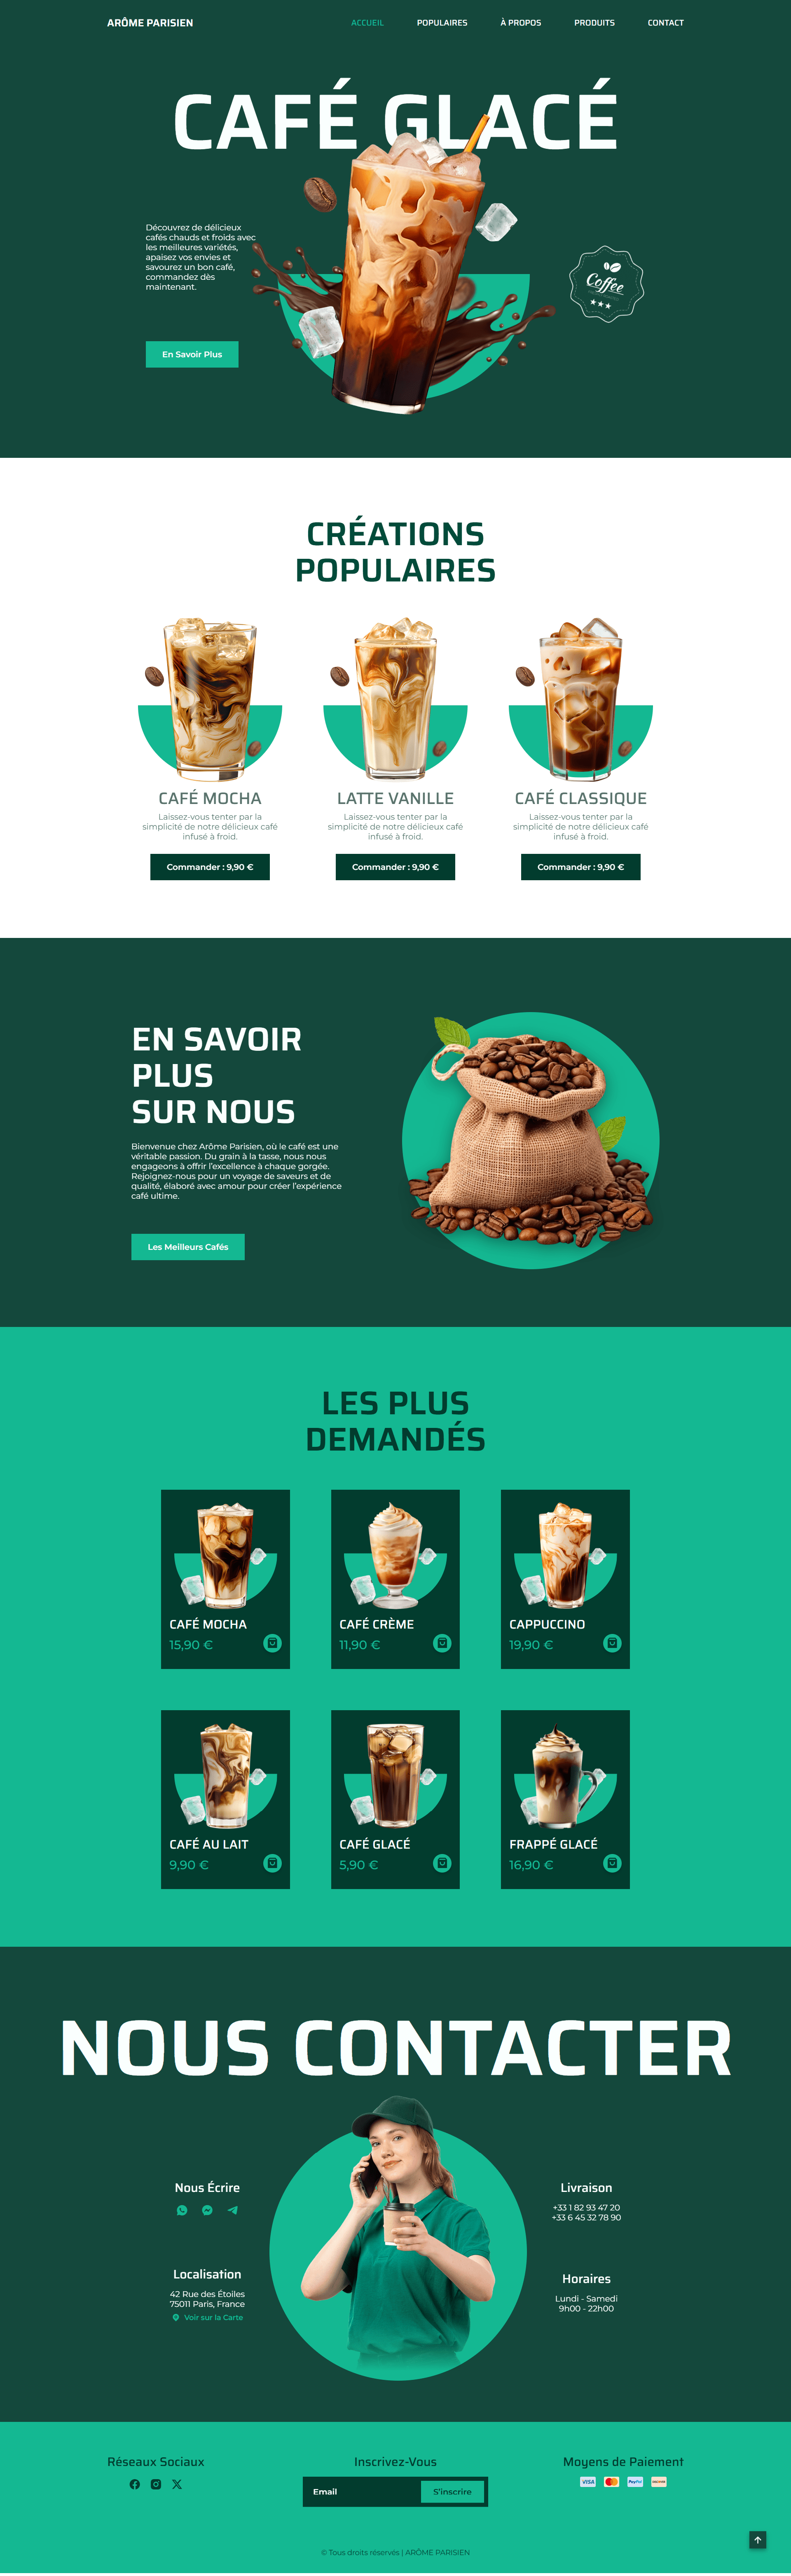 ARÔME PARISIEN
ACCUEIL
POPULAIRES
À PROPOS
PRODUITS
CONTACT
CAFÉ GLACÉ
Découvrez de délicieux
cafés chauds et froids avec
les meilleures variétés,
apaisez vos envies et
savourez un bon café,
commandez dès
maintenant.
Coffee
En Savoir Plus
CRÉATIONS
POPULAIRES
CAFÉ MOCHA
Laissez-vous tenter par la
simplicité de notre délicieux café
infusé à froid.
Commander : 9,90 €
LATTE VANILLE
Laissez-vous tenter par la
simplicité de notre délicieux café
infusé à froid.
Commander : 9,90 €
CAFÉ CLASSIQUE
Laissez-vous tenter par la
simplicité de notre délicieux café
infusé à froid.
Commander : 9,90 €
EN SAVOIR
PLUS
SUR NOUS
Bienvenue chez Arôme Parisien, où le café est une
véritable passion. Du grain à la tasse, nous nous
engageons à offrir l'excellence à chaque gorgée.
Rejoignez-nous pour un voyage de saveurs et de
qualité, élaboré avec amour pour créer l'expérience
café ultime.
Les Meilleurs Cafés
LES PLUS
DEMANDÉS
CAFÉ MOCHA
15,90 €
CAFÉ CRÈME
11,90 €
CAPPUCCINO
19,90 €
CAFÉ AU LAIT
9,90 €
CAFÉ GLACÉ
5,90 €
FRAPPÉ GLACÉ
16,90 €
NOUS CONTACTER
Nous Écrire
Localisation
42 Rue des Étoiles
75011 Paris, France
Voir sur la Carte
Livraison
+33 1 82 93 47 20
+33 6 45 32 78 90
Horaires
Lundi - Samedi
9h00 - 22h00
Réseaux Sociaux
Inscrivez-Vous
Email
S'inscrire
Moyens de Paiement
VISA
PayPal
© Tous droits réservés | ARÔME PARISIEN